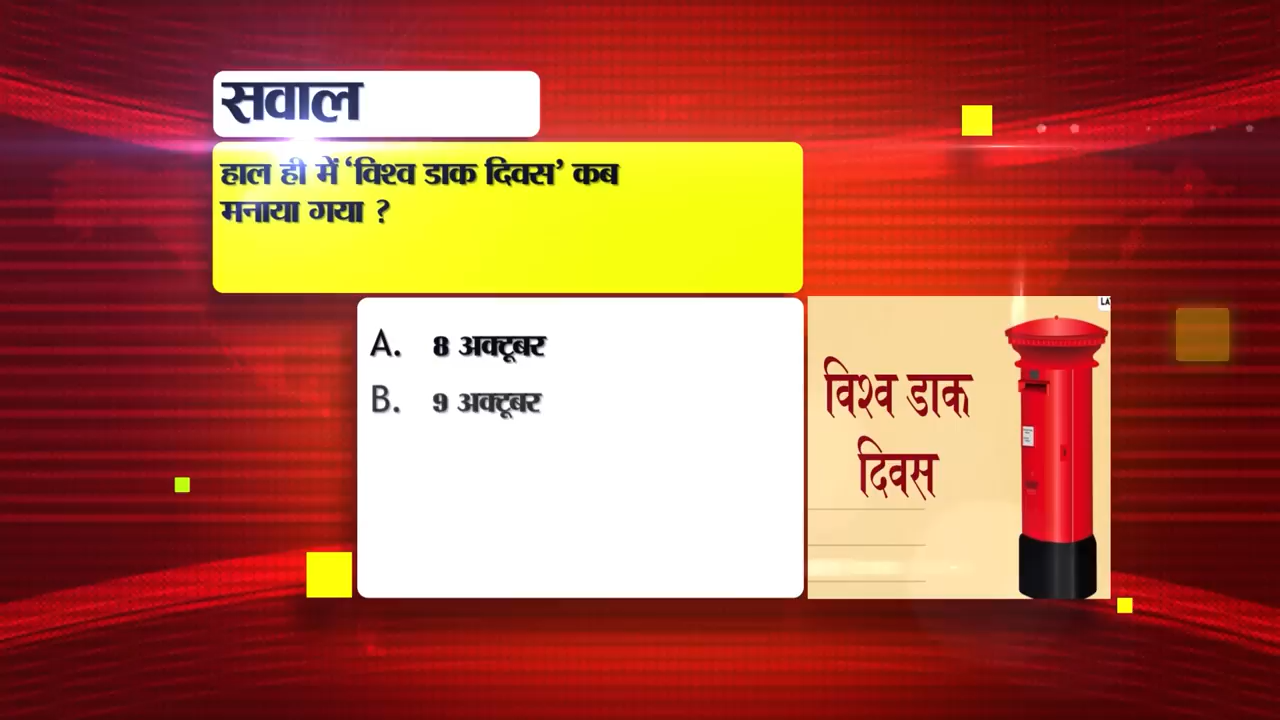 सवाल
हाल ही में ‘विश्व डाक दिवस’ कब
मनाया गया ?
A. 8 अक्टूबर
B. 9 अक्टूबर
विश्व डाक
दिवस